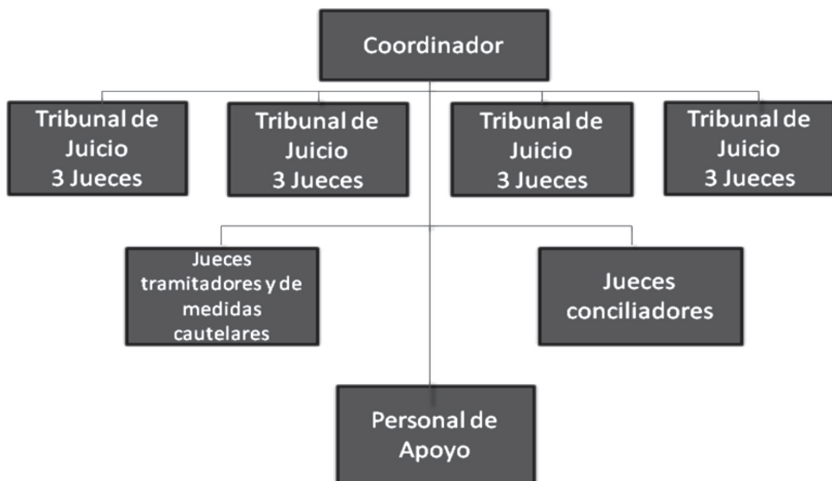 Coordinador
Tribunal de
Juicio
3 Jueces
Tribunal de
Juicio
3 Jueces
Tribunal de
Juicio
3 Jueces
Tribunal de
Juicio
3 Jueces
Jueces
tramitadores y de
medidas
cautelares
Jueces
conciliadores
Personal de
Apoyo